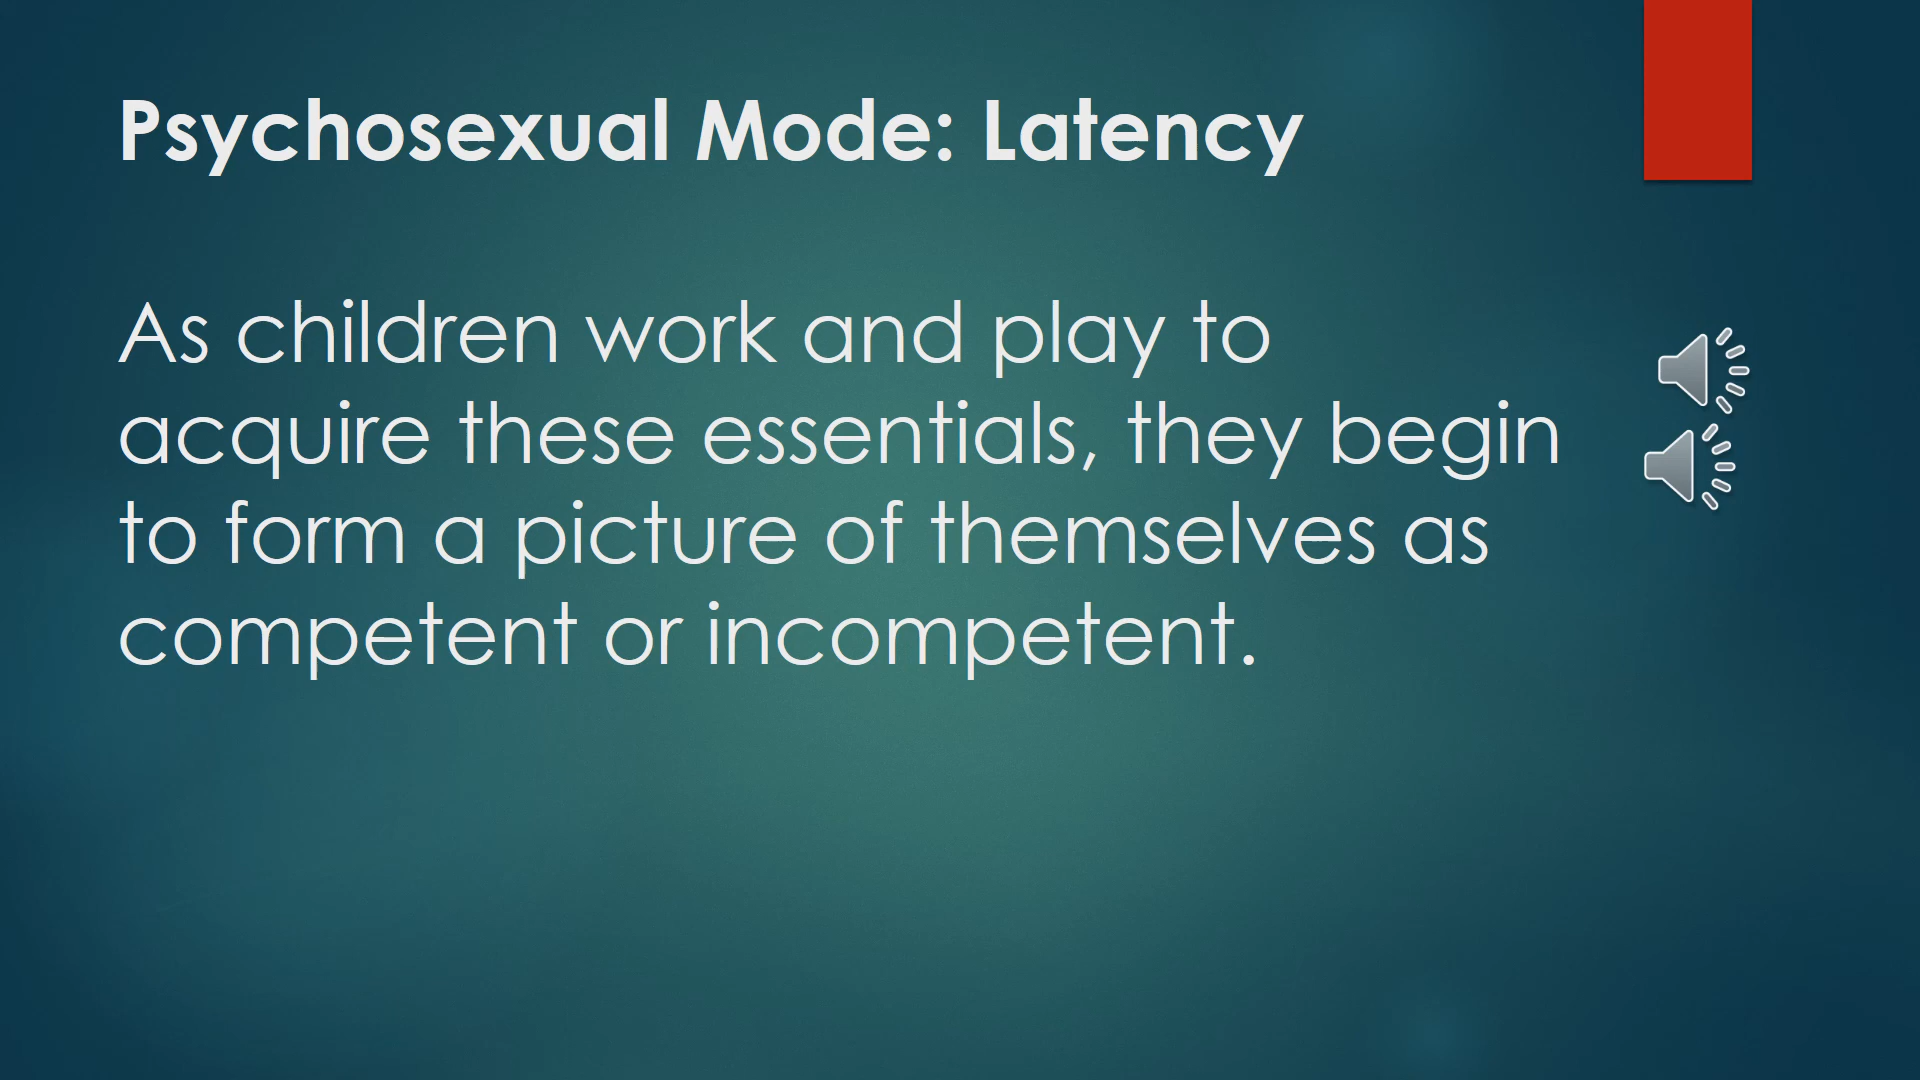 Psychosexual Mode: Latency
As children work and play to
acquire these essentials, they begin
to form a picture of themselves as
competent or incompetent.